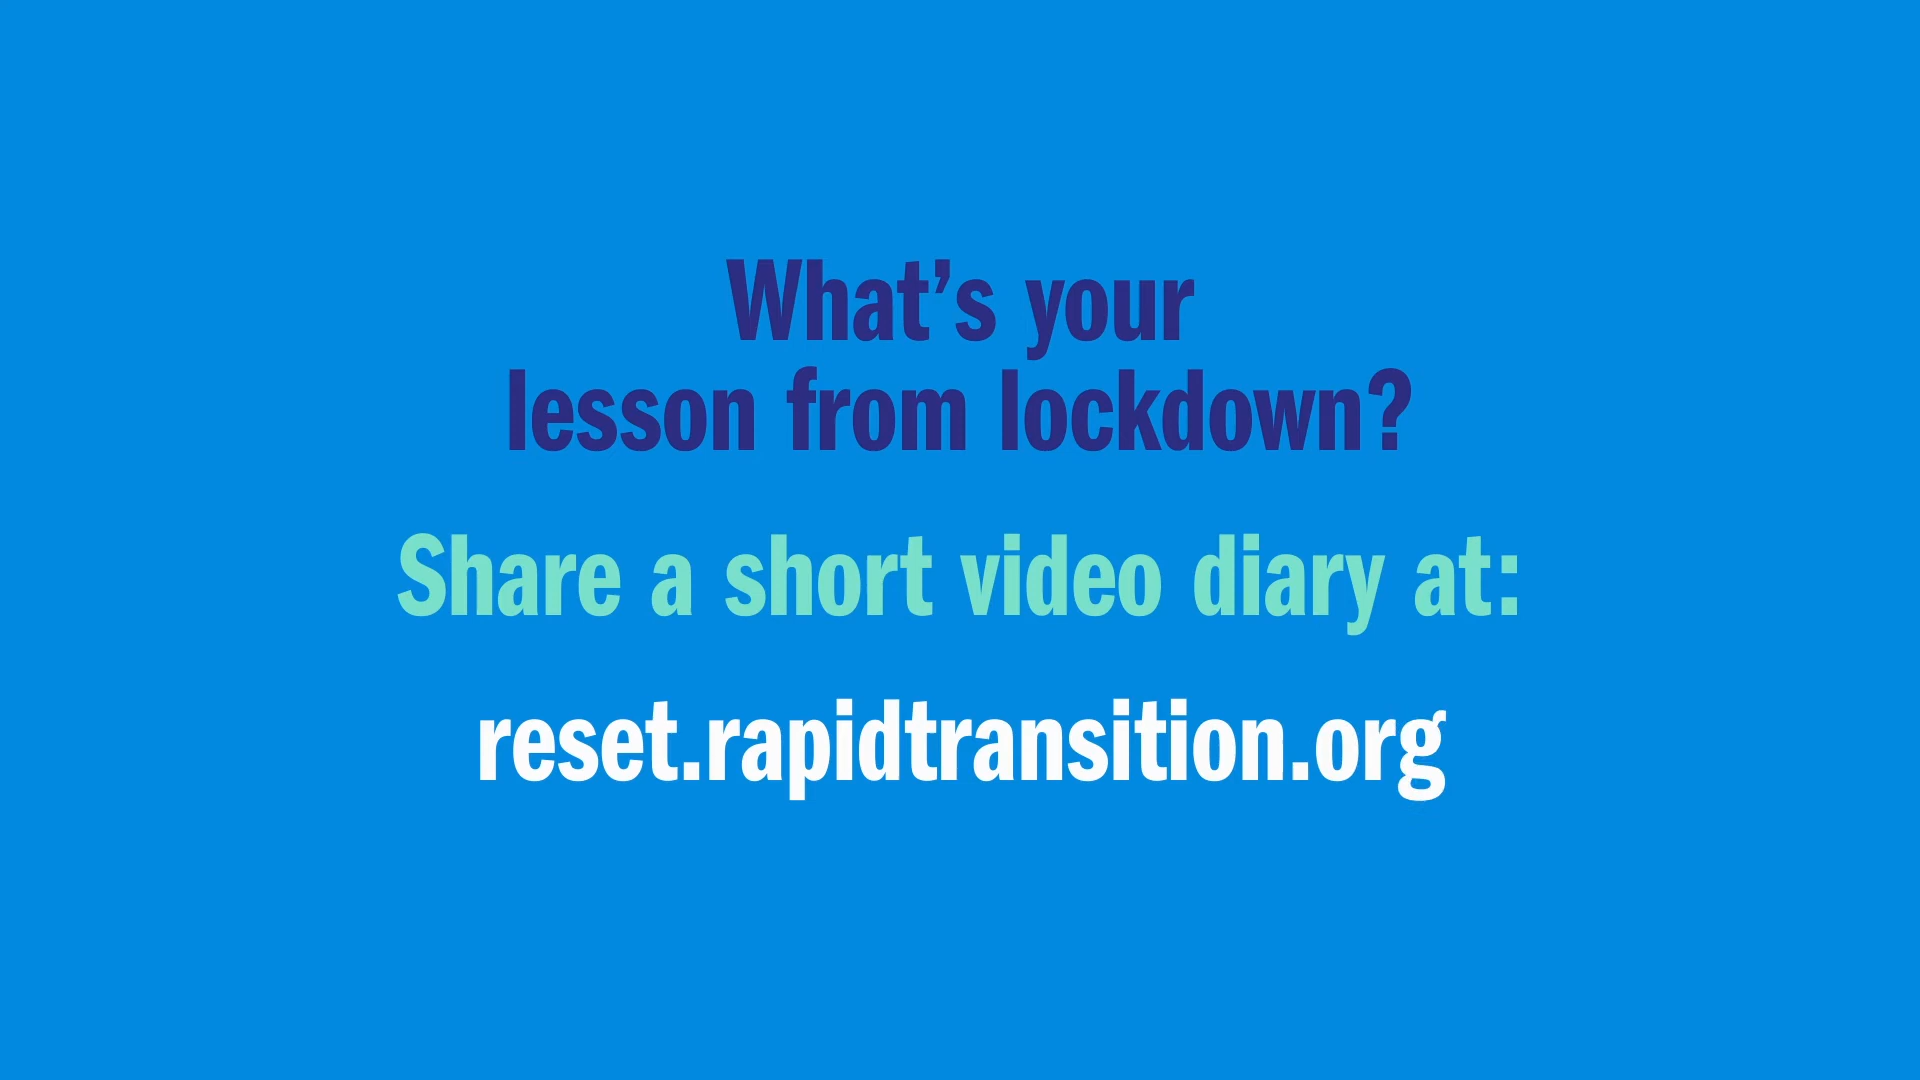 What’s your
lesson from lockdown?
Share a short video diary at:
reset.rapidtransition.org